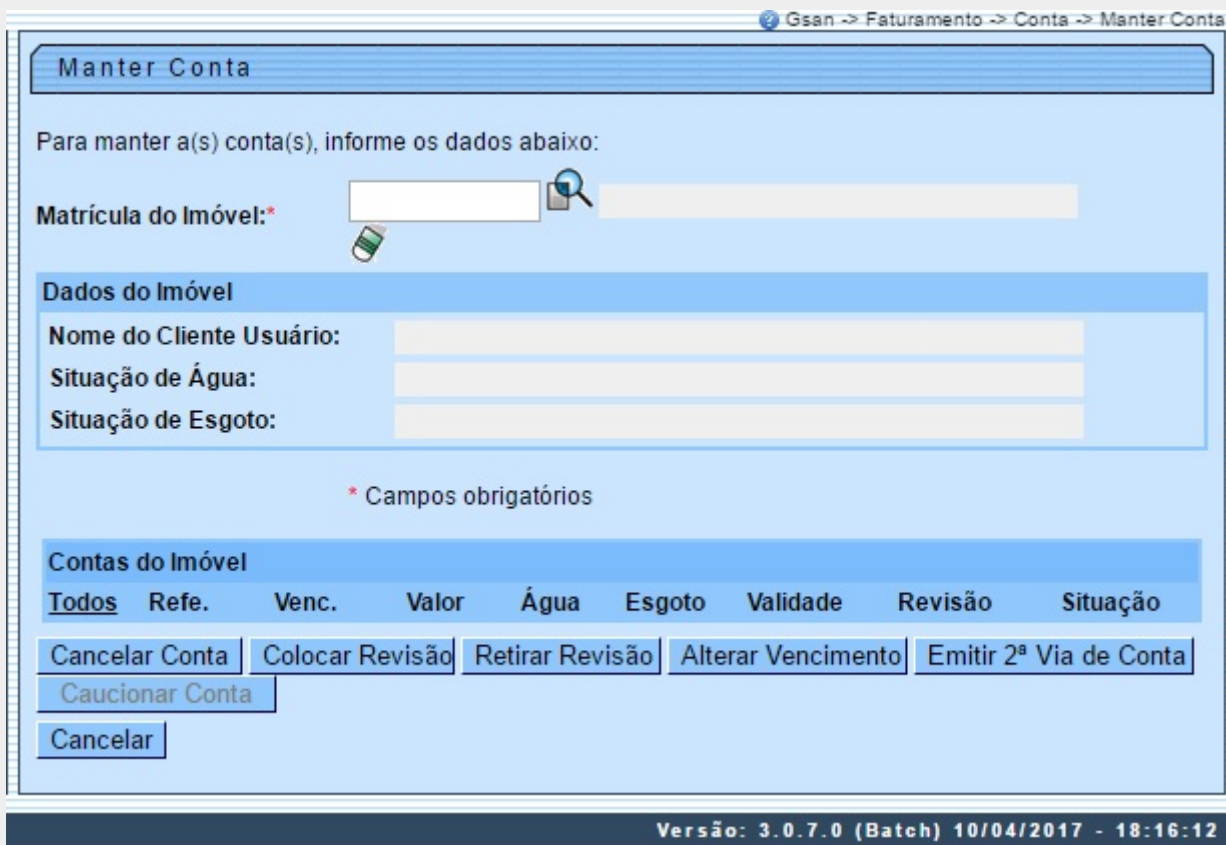 Gsan -> Faturamento -> Conta -> Manter Conta
Manter Conta
Para manter a(s) conta(s), informe os dados abaixo:
Matrícula do Imóvel:*
Dados do Imóvel
Nome do Cliente Usuário:
Situação de Água:
Situação de Esgoto:
* Campos obrigatórios
Contas do Imóvel
Todos Refe. Venc. Valor Água Esgoto Validade Revisão Situação
Cancelar Conta Colocar Revisão Retirar Revisão Alterar Vencimento Emitir 2ª Via de Conta
Caucionar Conta
Cancelar
Versão: 3.0.7.0 (Batch) 10/04/2017 - 18:16:12